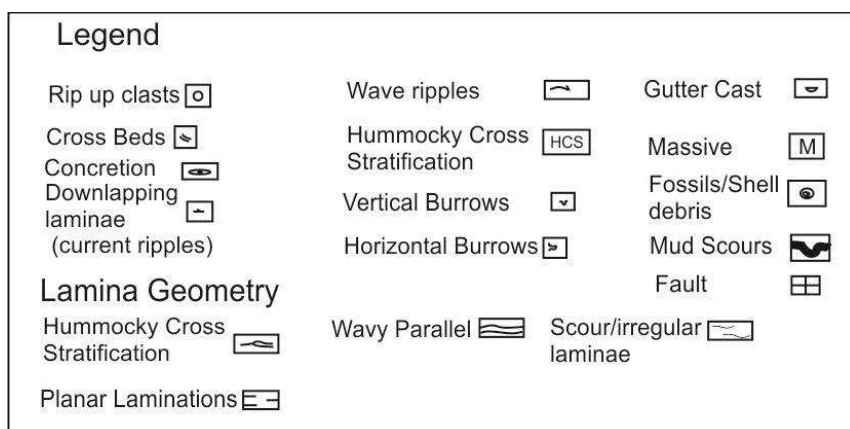 Legend
Rip up clasts
Cross Beds
Concretion
Downlapping
laminae
(current ripples)
Wave ripples
Hummocky Cross
Stratification
HCS
Vertical Burrows
Horizontal Burrows
Gutter Cast
Massive
M
Fossils/Shell
debris
Mud Scours
Fault
Lamina Geometry
Hummocky Cross
Stratification
Planar Laminations
Wavy Parallel
Scour/irregular
laminae